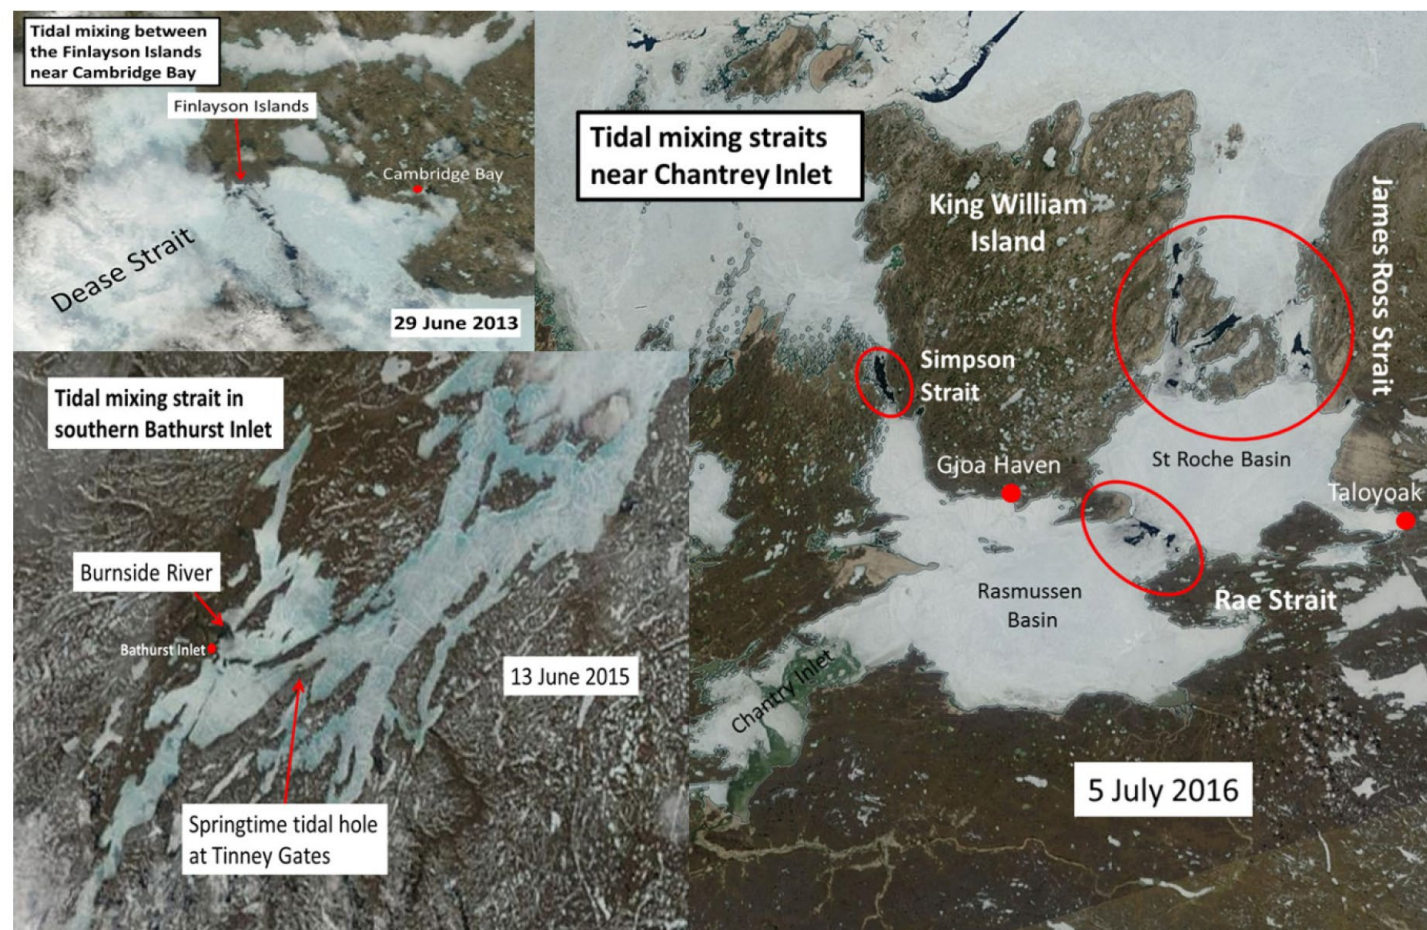 Tidal mixing between
the Finlayson Islands
near Cambridge Bay
Finlayson Islands
Cambridge Bay
Dease Strait
29 June 2013
Tidal mixing straits
near Chantrey Inlet
King William
Island
James Ross Strait
Simpson
Strait
St Roche Basin
Gjoa Haven
Taloyoak
Rasmussen
Basin
Rae Strait
Chantry Inlet
5 July 2016
Tidal mixing strait in
southern Bathurst Inlet
Burnside River
Bathurst Inlet
13 June 2015
Springtime tidal hole
at Tinney Gates